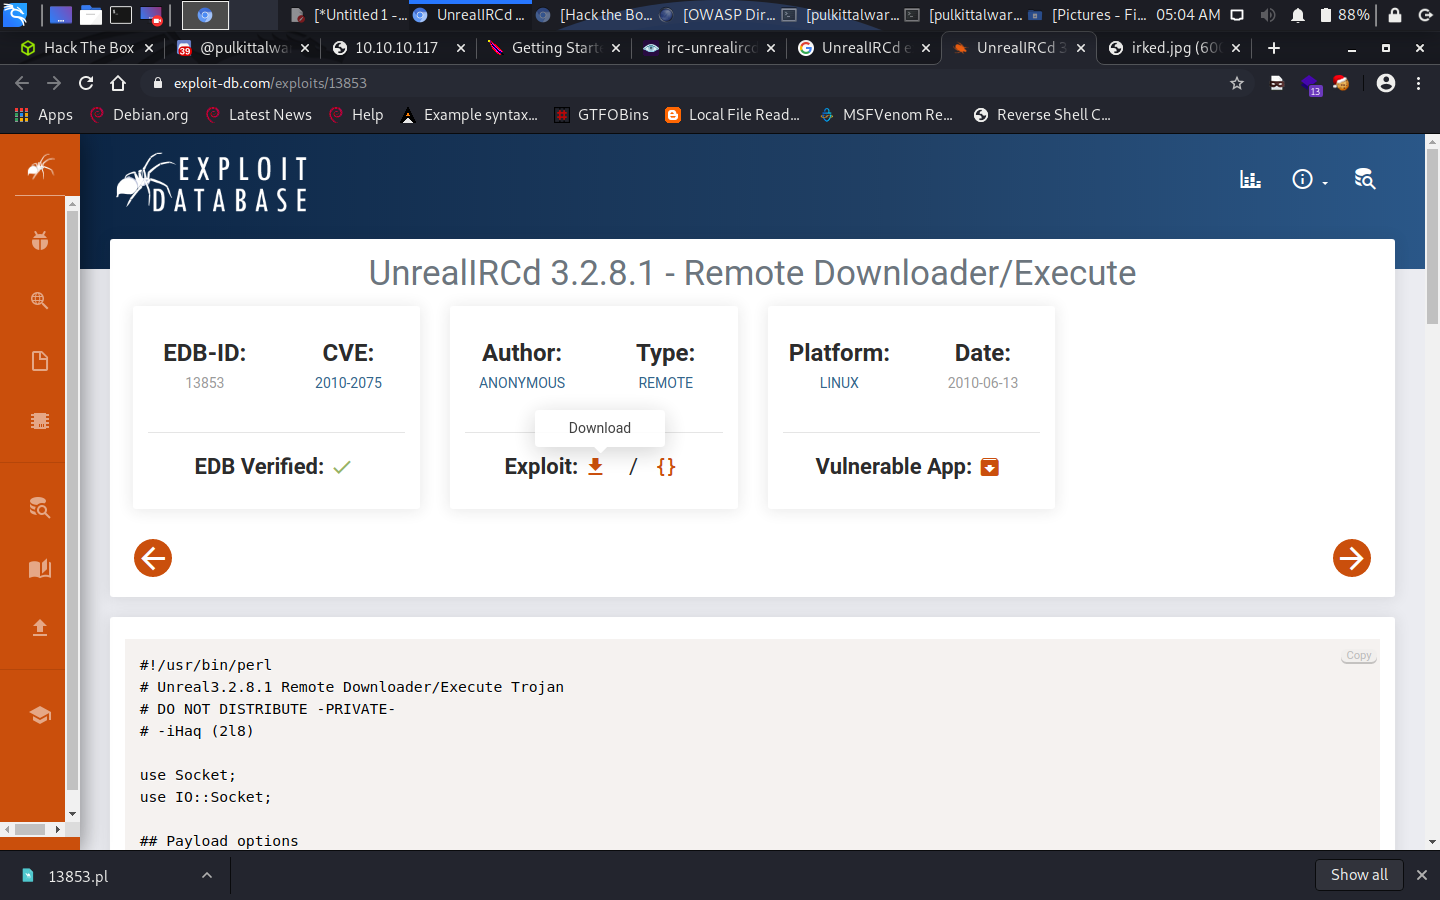 [*Untitled 1 -... UnrealIRCd ... [Hack the Bo... [OWASP Dir... [pulkittalwar... [pulkittalwar... [Pictures - Fi... 05:04 AM 88%
Hack The Box 39 @pulkittalwa 10.10.10.117 Getting Start irc-unrealircd UnrealIRCd e UnrealIRCd 3 irked.jpg (600
exploit-db.com/exploits/13853 13
Apps Debian.org Latest News Help Example syntax... GTFOBins Local File Read... MSFVenom Re... Reverse Shell C...
EXPLOIT
DATABASE
UnrealIRCd 3.2.8.1 - Remote Downloader/Execute
EDB-ID: CVE: Author: Type: Platform: Date:
13853 2010-2075 ANONYMOUS REMOTE LINUX 2010-06-13
Download
EDB Verified: Exploit: / {} Vulnerable App:
Copy
#!/usr/bin/perl
# Unreal3.2.8.1 Remote Downloader/Execute Trojan
# DO NOT DISTRIBUTE -PRIVATE-
# -iHaq (2l8)
use Socket;
use IO::Socket;
## Payload options
13853.pl Show all